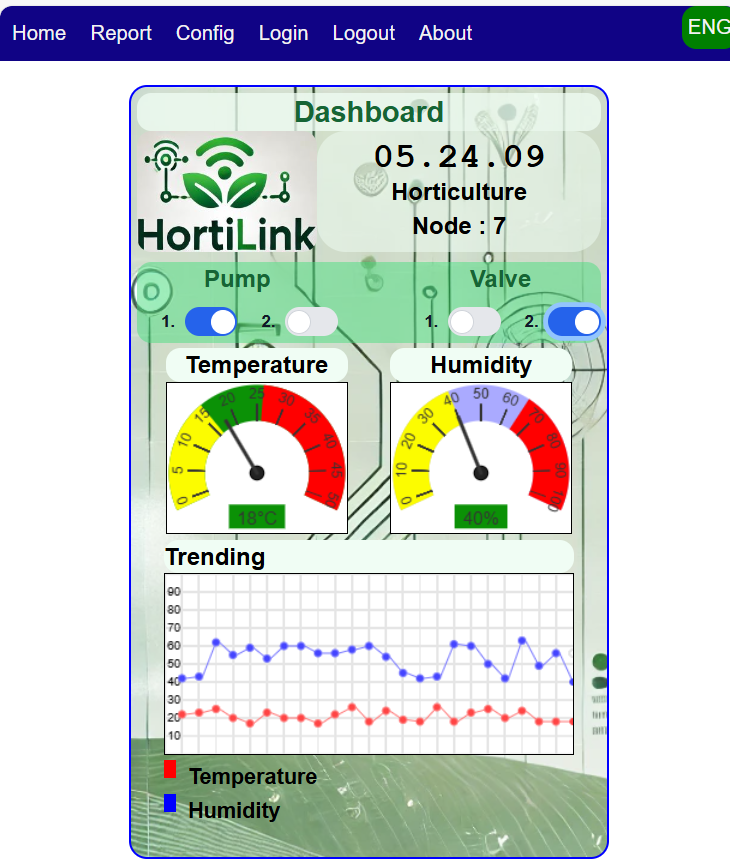 Home Report Config Login Logout About ENG
Dashboard
HortiLink
05.24.09
Horticulture
Node : 7
Pump Valve
1. 2. 1. 2.
Temperature Humidity
0 5 10 15 20 25 30 35 40 45 50
18°C
0 10 20 30 40 50 60 70 80 90 100
40%
Trending
90
80
70
60
50
40
30
20
10
Temperature
Humidity